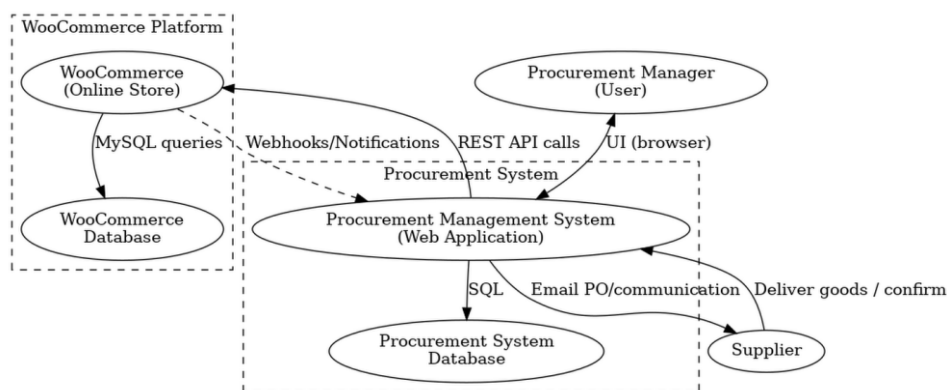 WooCommerce Platform
WooCommerce
(Online Store)
Procurement Manager
(User)
MySQL queries
Webhooks/Notifications
REST API calls
UI (browser)
Procurement System
WooCommerce
Database
Procurement Management System
(Web Application)
SQL
Email PO/communication
Deliver goods / confirm
Procurement System
Database
Supplier